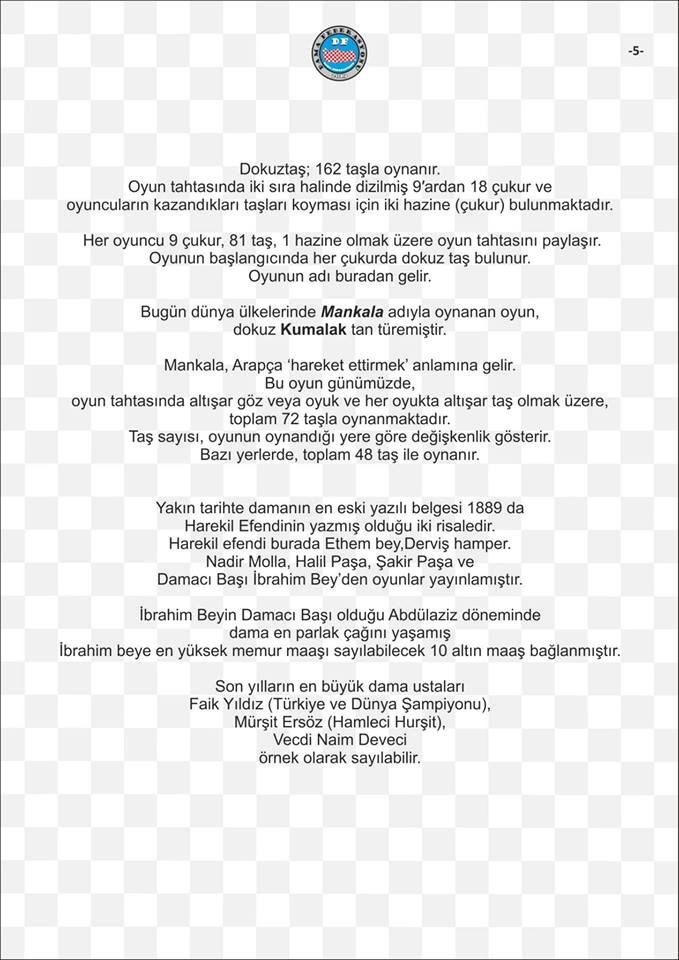 DAMA FEDERASYONU
DF
-5-
Dokuztaş; 162 taşla oynanır.
Oyun tahtasında iki sıra halinde dizilmiş 9'ardan 18 çukur ve
oyuncuların kazandıkları taşları koyması için iki hazine (çukur) bulunmaktadır.
Her oyuncu 9 çukur, 81 taş, 1 hazine olmak üzere oyun tahtasını paylaşır.
Oyunun başlangıcında her çukurda dokuz taş bulunur.
Oyunun adı buradan gelir.
Bugün dünya ülkelerinde Mankala adıyla oynanan oyun,
dokuz Kumalak tan türemiştir.
Mankala, Arapça ‘hareket ettirmek’ anlamına gelir.
Bu oyun günümüzde,
oyun tahtasında altışar göz veya oyuk ve her oyukta altışar taş olmak üzere,
toplam 72 taşla oynanmaktadır.
Taş sayısı, oyunun oynandığı yere göre değişkenlik gösterir.
Bazı yerlerde, toplam 48 taş ile oynanır.
Yakın tarihte damanın en eski yazılı belgesi 1889 da
Harekil Efendinin yazmış olduğu iki risaledir.
Harekil efendi burada Ethem bey,Derviş hamper.
Nadir Molla, Halil Paşa, Şakir Paşa ve
Damacı Başı İbrahim Bey’den oyunlar yayınlamıştır.
İbrahim Beyin Damacı Başı olduğu Abdülaziz döneminde
dama en parlak çağını yaşamış
İbrahim beye en yüksek memur maaşı sayılabilecek 10 altın maaş bağlanmıştır.
Son yılların en büyük dama ustaları
Faik Yıldız (Türkiye ve Dünya Şampiyonu),
Mürşit Ersöz (Hamleci Hurşit),
Vecdi Naim Deveci
örnek olarak sayılabilir.